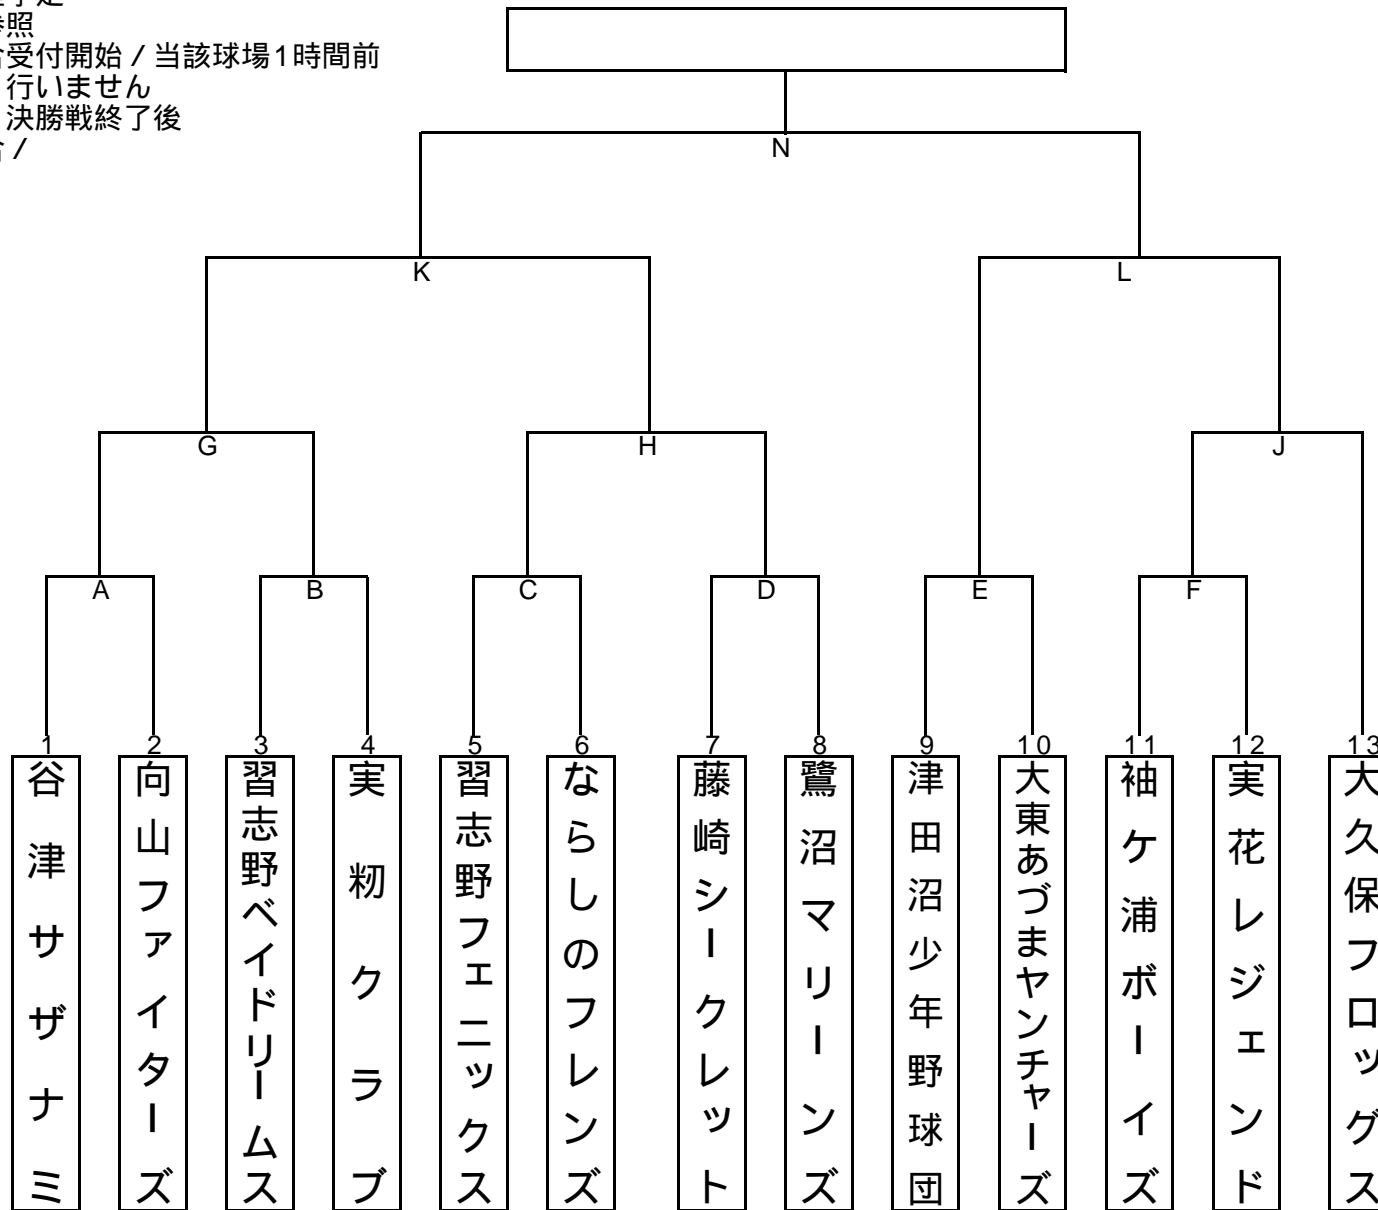 参照
受付開始 / 当該球場1時間前
行いません
決勝戦終了後
/
N
K
L
G
H
J
A
B
C
D
E
F
1
2
3
4
5
6
7
8
9
10
11
12
13
谷津サザナミ
向山ファイターズ
習志野ベイドリームス
実籾クラブ
習志野フェニックス
ならしのフレンズ
藤崎シークレット
鷺沼マリーンズ
津田沼少年野球団
大東あづまヤンチャーズ
袖ケ浦ボーイズ
実花レジェンド
大久保フロッグス